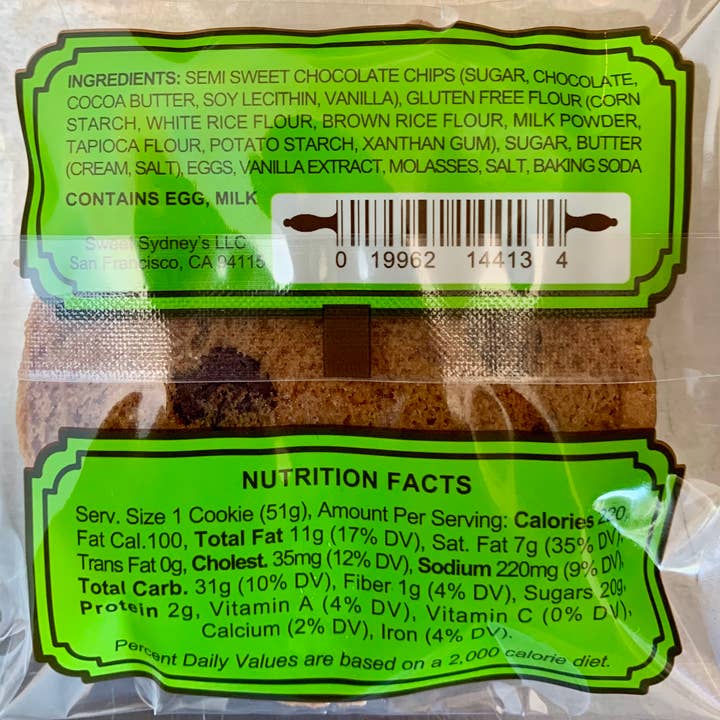 INGREDIENTS: SEMI SWEET CHOCOLATE CHIPS (SUGAR, CHOCOLATE,
COCOA BUTTER, SOY LECITHIN, VANILLA), GLUTEN FREE FLOUR (CORN
STARCH, WHITE RICE FLOUR, BROWN RICE FLOUR, MILK POWDER,
TAPIOCA FLOUR, POTATO STARCH, XANTHAN GUM), SUGAR, BUTTER
(CREAM, SALT), EGGS, VANILLA EXTRACT, MOLASSES, SALT, BAKING SODA
CONTAINS EGG, MILK
Sweet Sydney's LLC
San Francisco, CA 94115
0 19962 14413 4
NUTRITION FACTS
Serv. Size 1 Cookie (51g), Amount Per Serving: Calories 220,
Fat Cal.100, Total Fat 11g (17% DV), Sat. Fat 7g (35% DV),
Trans Fat 0g, Cholest. 35mg (12% DV), Sodium 220mg (9% DV),
Total Carb. 31g (10% DV), Fiber 1g (4% DV), Sugars 20g,
Protein 2g, Vitamin A (4% DV), Vitamin C (0% DV),
Calcium (2% DV), Iron (4% DV).
Percent Daily Values are based on a 2,000 calorie diet.